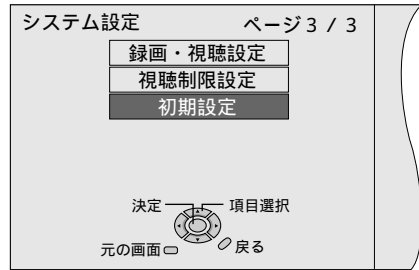 システム設定 ページ3 / 3
録画・視聴設定
視聴制限設定
初期設定
決定 項目選択
元の画面 戻る